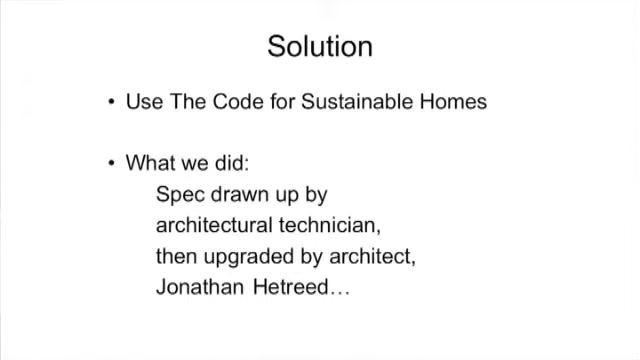 Solution
• Use The Code for Sustainable Homes
• What we did:
Spec drawn up by
architectural technician,
then upgraded by architect,
Jonathan Hetreed…